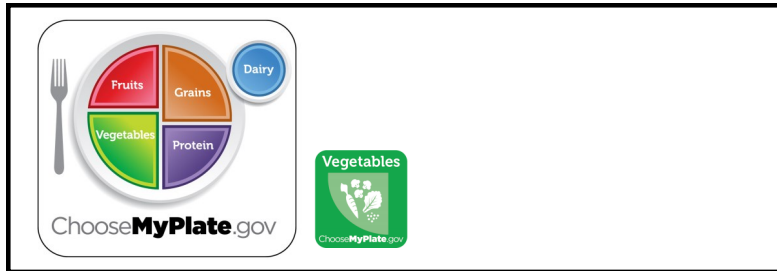 Dairy
Fruits
Grains
Vegetables
Protein
ChooseMyPlate.gov
Vegetables
ChooseMyPlate.gov